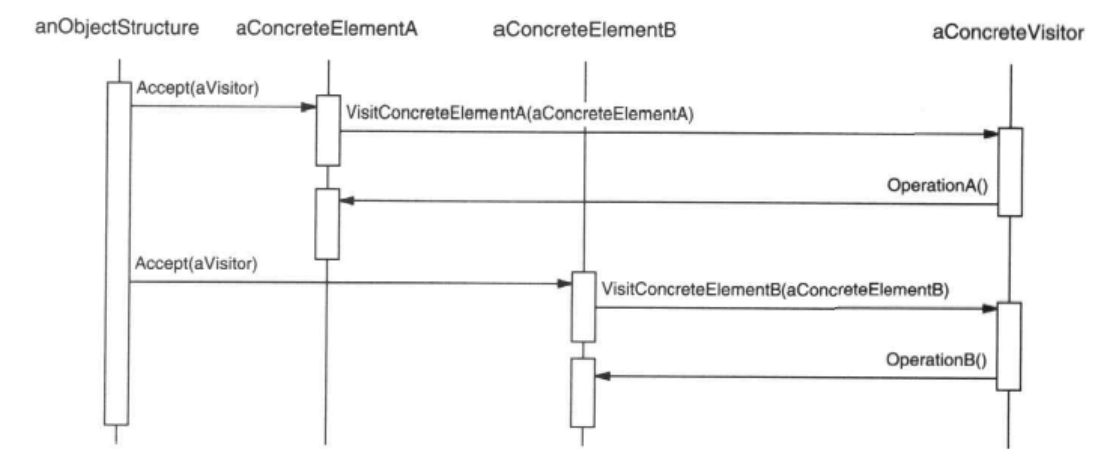 anObjectStructure
aConcreteElementA
aConcreteElementB
aConcreteVisitor
Accept(aVisitor)
VisitConcreteElementA(aConcreteElementA)
OperationA()
Accept(aVisitor)
VisitConcreteElementB(aConcreteElementB)
OperationB()